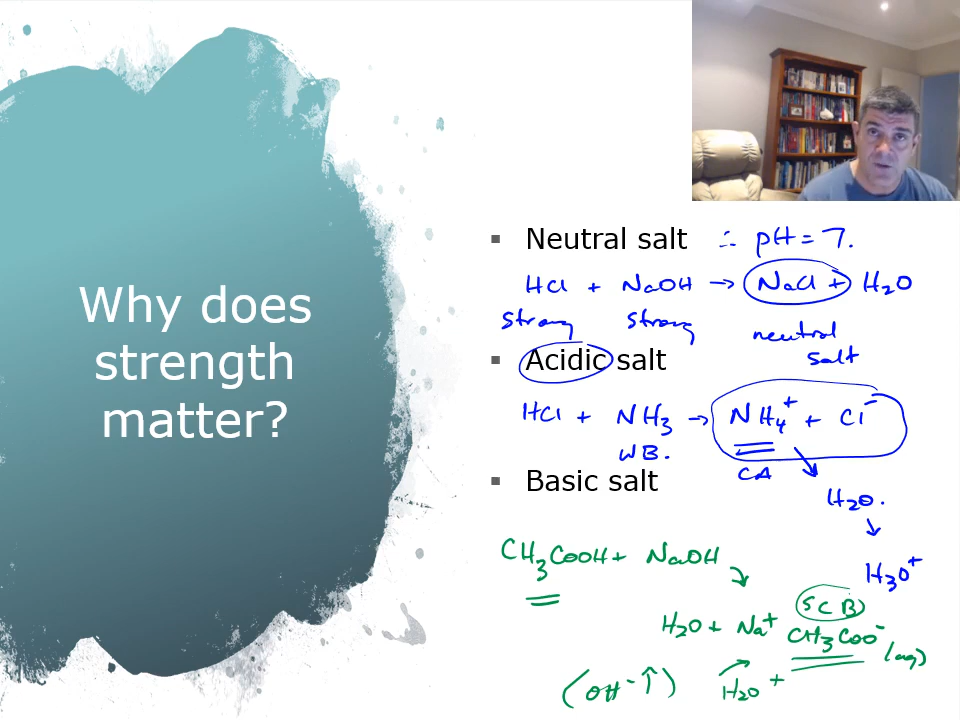 Why does
strength
matter?
Neutral salt ∴ pH = 7.
HCl + NaOH → NaCl + H₂O
strong strong neutral
salt
Acidic salt
HCl + NH₃ → NH₄⁺ + Cl⁻
WB.
CA
Basic salt
H₂O.
↓
H₃O⁺
CH₃COOH + NaOH
→
SCB
H₂O + Na⁺ CH₃COO⁻
(aq)
(OH⁻ ↑) H₂O +